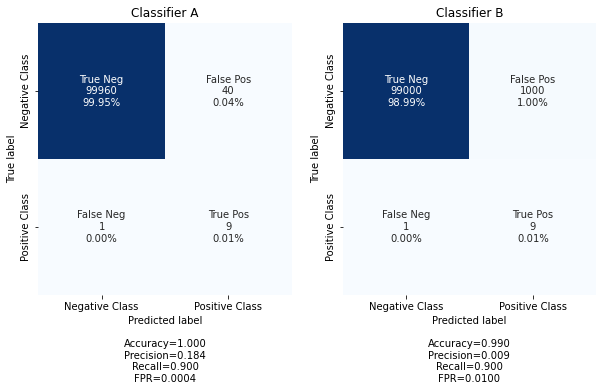 Classifier A
True label
Negative Class
Positive Class
True Neg
99960
99.95%
False Pos
40
0.04%
False Neg
1
0.00%
True Pos
9
0.01%
Negative Class
Positive Class
Predicted label
Accuracy=1.000
Precision=0.184
Recall=0.900
FPR=0.0004
Classifier B
True label
Negative Class
Positive Class
True Neg
99000
98.99%
False Pos
1000
1.00%
False Neg
1
0.00%
True Pos
9
0.01%
Negative Class
Positive Class
Predicted label
Accuracy=0.990
Precision=0.009
Recall=0.900
FPR=0.0100